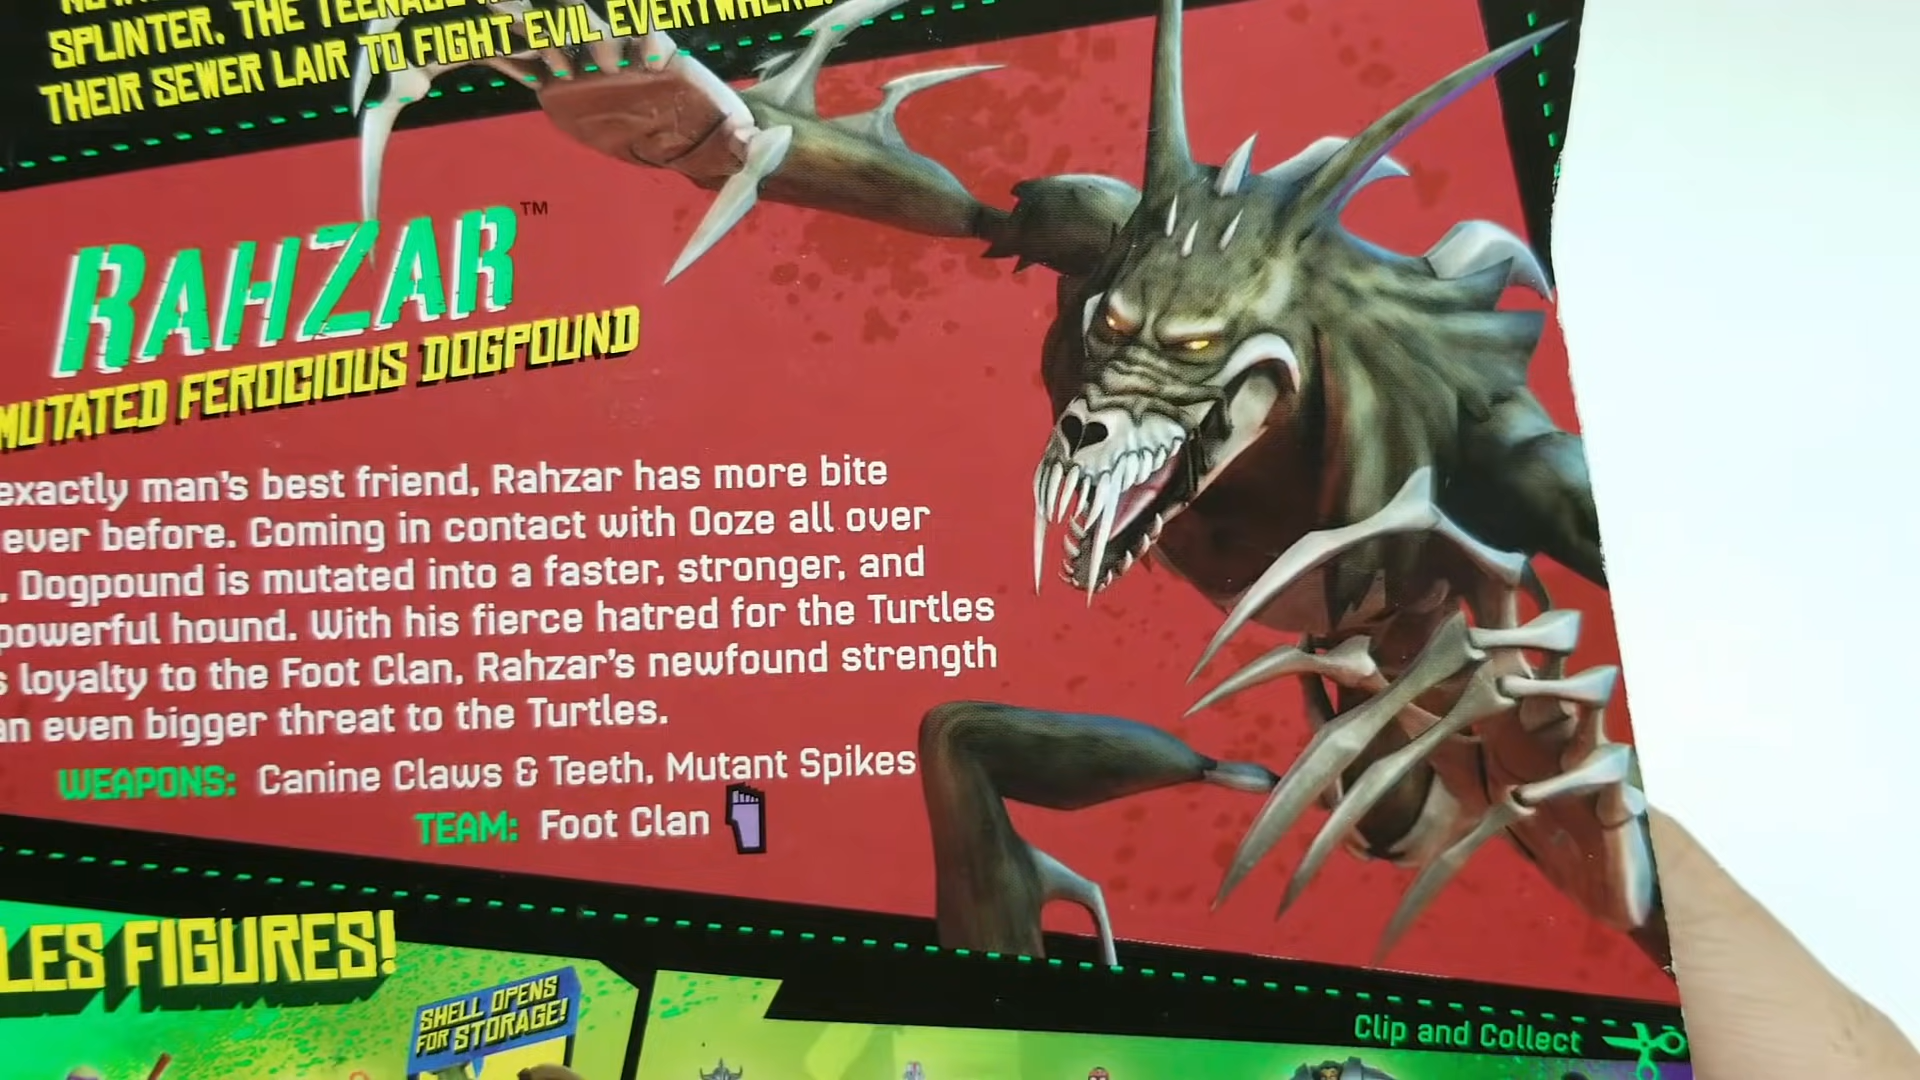 SPLINTER, THE TEENAGE
THEIR SEWER LAIR TO FIGHT EVIL EVERYWHERE.
RAHZAR™
MUTATED FEROCIOUS DOGPOUND
exactly man's best friend, Rahzar has more bite
ever before. Coming in contact with Ooze all over
, Dogpound is mutated into a faster, stronger, and
powerful hound. With his fierce hatred for the Turtles
loyalty to the Foot Clan, Rahzar's newfound strength
an even bigger threat to the Turtles.
WEAPONS: Canine Claws & Teeth, Mutant Spikes
TEAM: Foot Clan
LES FIGURES!
SHELL OPENS
FOR STORAGE!
Clip and Collect